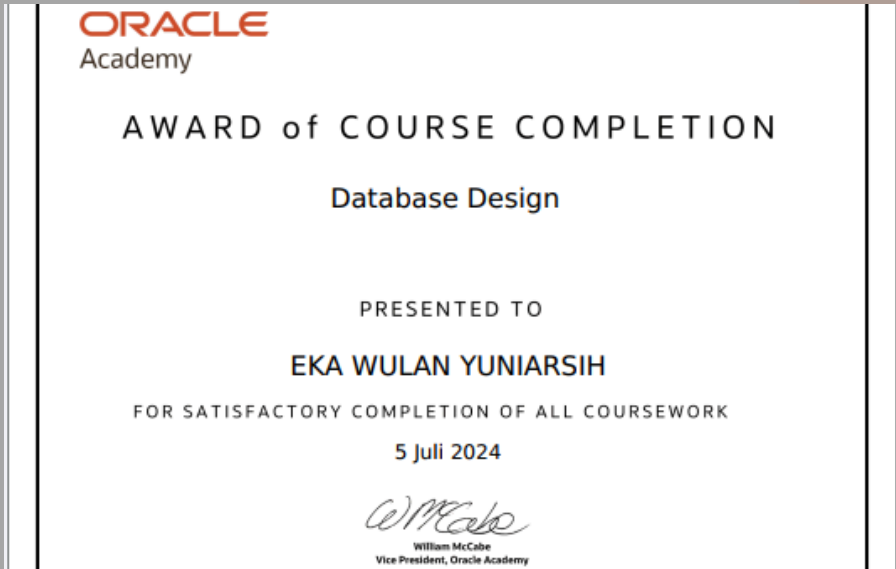 ORACLE
Academy
AWARD of COURSE COMPLETION
Database Design
PRESENTED TO
EKA WULAN YUNIARSIH
FOR SATISFACTORY COMPLETION OF ALL COURSEWORK
5 Juli 2024
W McCabe
William McCabe
Vice President, Oracle Academy